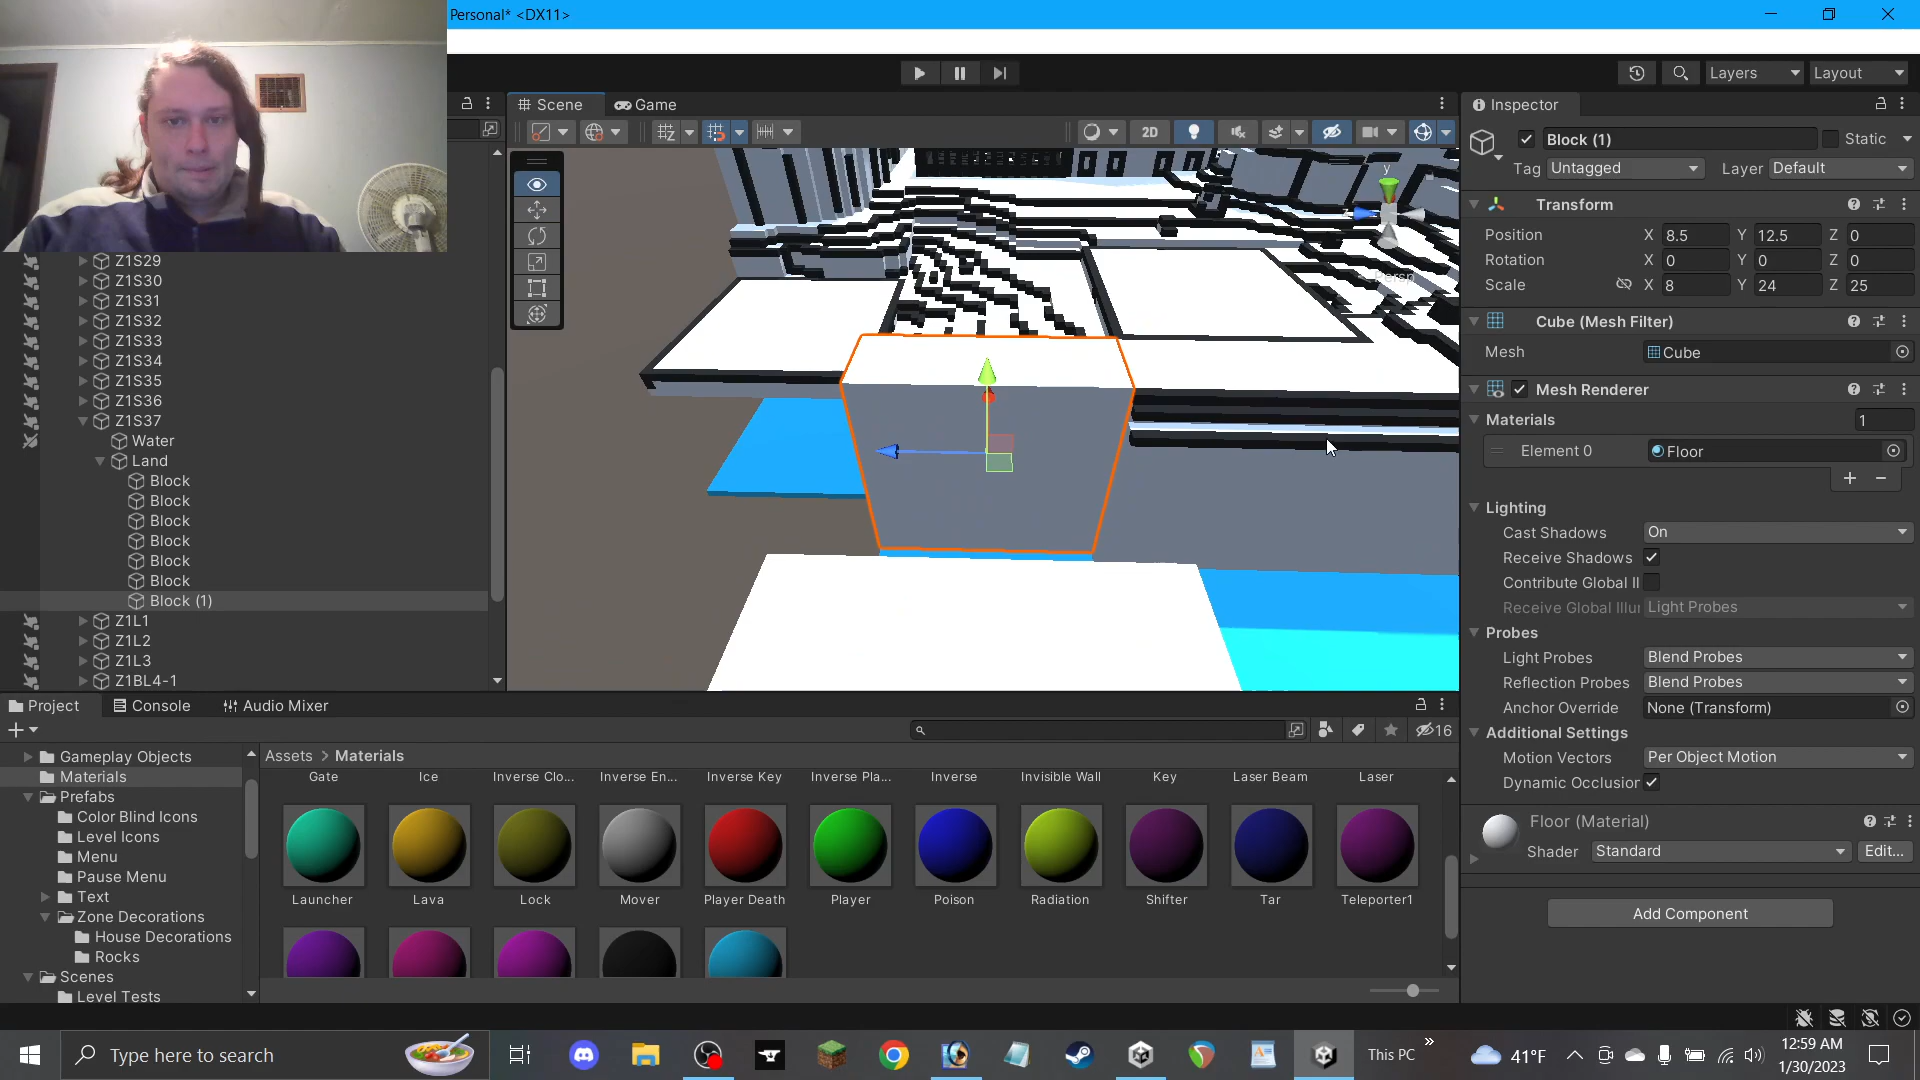 Personal* <DX11>
Layers
Layout
Scene
Game
2D
y
Persp
Z1S29
Z1S30
Z1S31
Z1S32
Z1S33
Z1S34
Z1S35
Z1S36
Z1S37
Water
Land
Block
Block
Block
Block
Block
Block
Block (1)
Z1L1
Z1L2
Z1L3
Z1BL4-1
Inspector
Block (1)
Static
Tag Untagged Layer Default
Transform
Position X 8.5 Y 12.5 Z 0
Rotation X 0 Y 0 Z 0
Scale X 8 Y 24 Z 25
Cube (Mesh Filter)
Mesh Cube
Mesh Renderer
Materials 1
Element 0 Floor
Lighting
Cast Shadows On
Receive Shadows
Contribute Global Il
Receive Global Illur Light Probes
Probes
Light Probes Blend Probes
Reflection Probes Blend Probes
Anchor Override None (Transform)
Additional Settings
Motion Vectors Per Object Motion
Dynamic Occlusior
Floor (Material)
Shader Standard Edit...
Add Component
Project Console Audio Mixer
16
Gameplay Objects
Materials
Prefabs
Color Blind Icons
Level Icons
Menu
Pause Menu
Text
Zone Decorations
House Decorations
Rocks
Scenes
Level Tests
Assets > Materials
Gate Ice Inverse Clo... Inverse En... Inverse Key Inverse Pla... Inverse Invisible Wall Key Laser Beam Laser
Launcher Lava Lock Mover Player Death Player Poison Radiation Shifter Tar Teleporter1
Type here to search
This PC
»
41°F
12:59 AM
1/30/2023